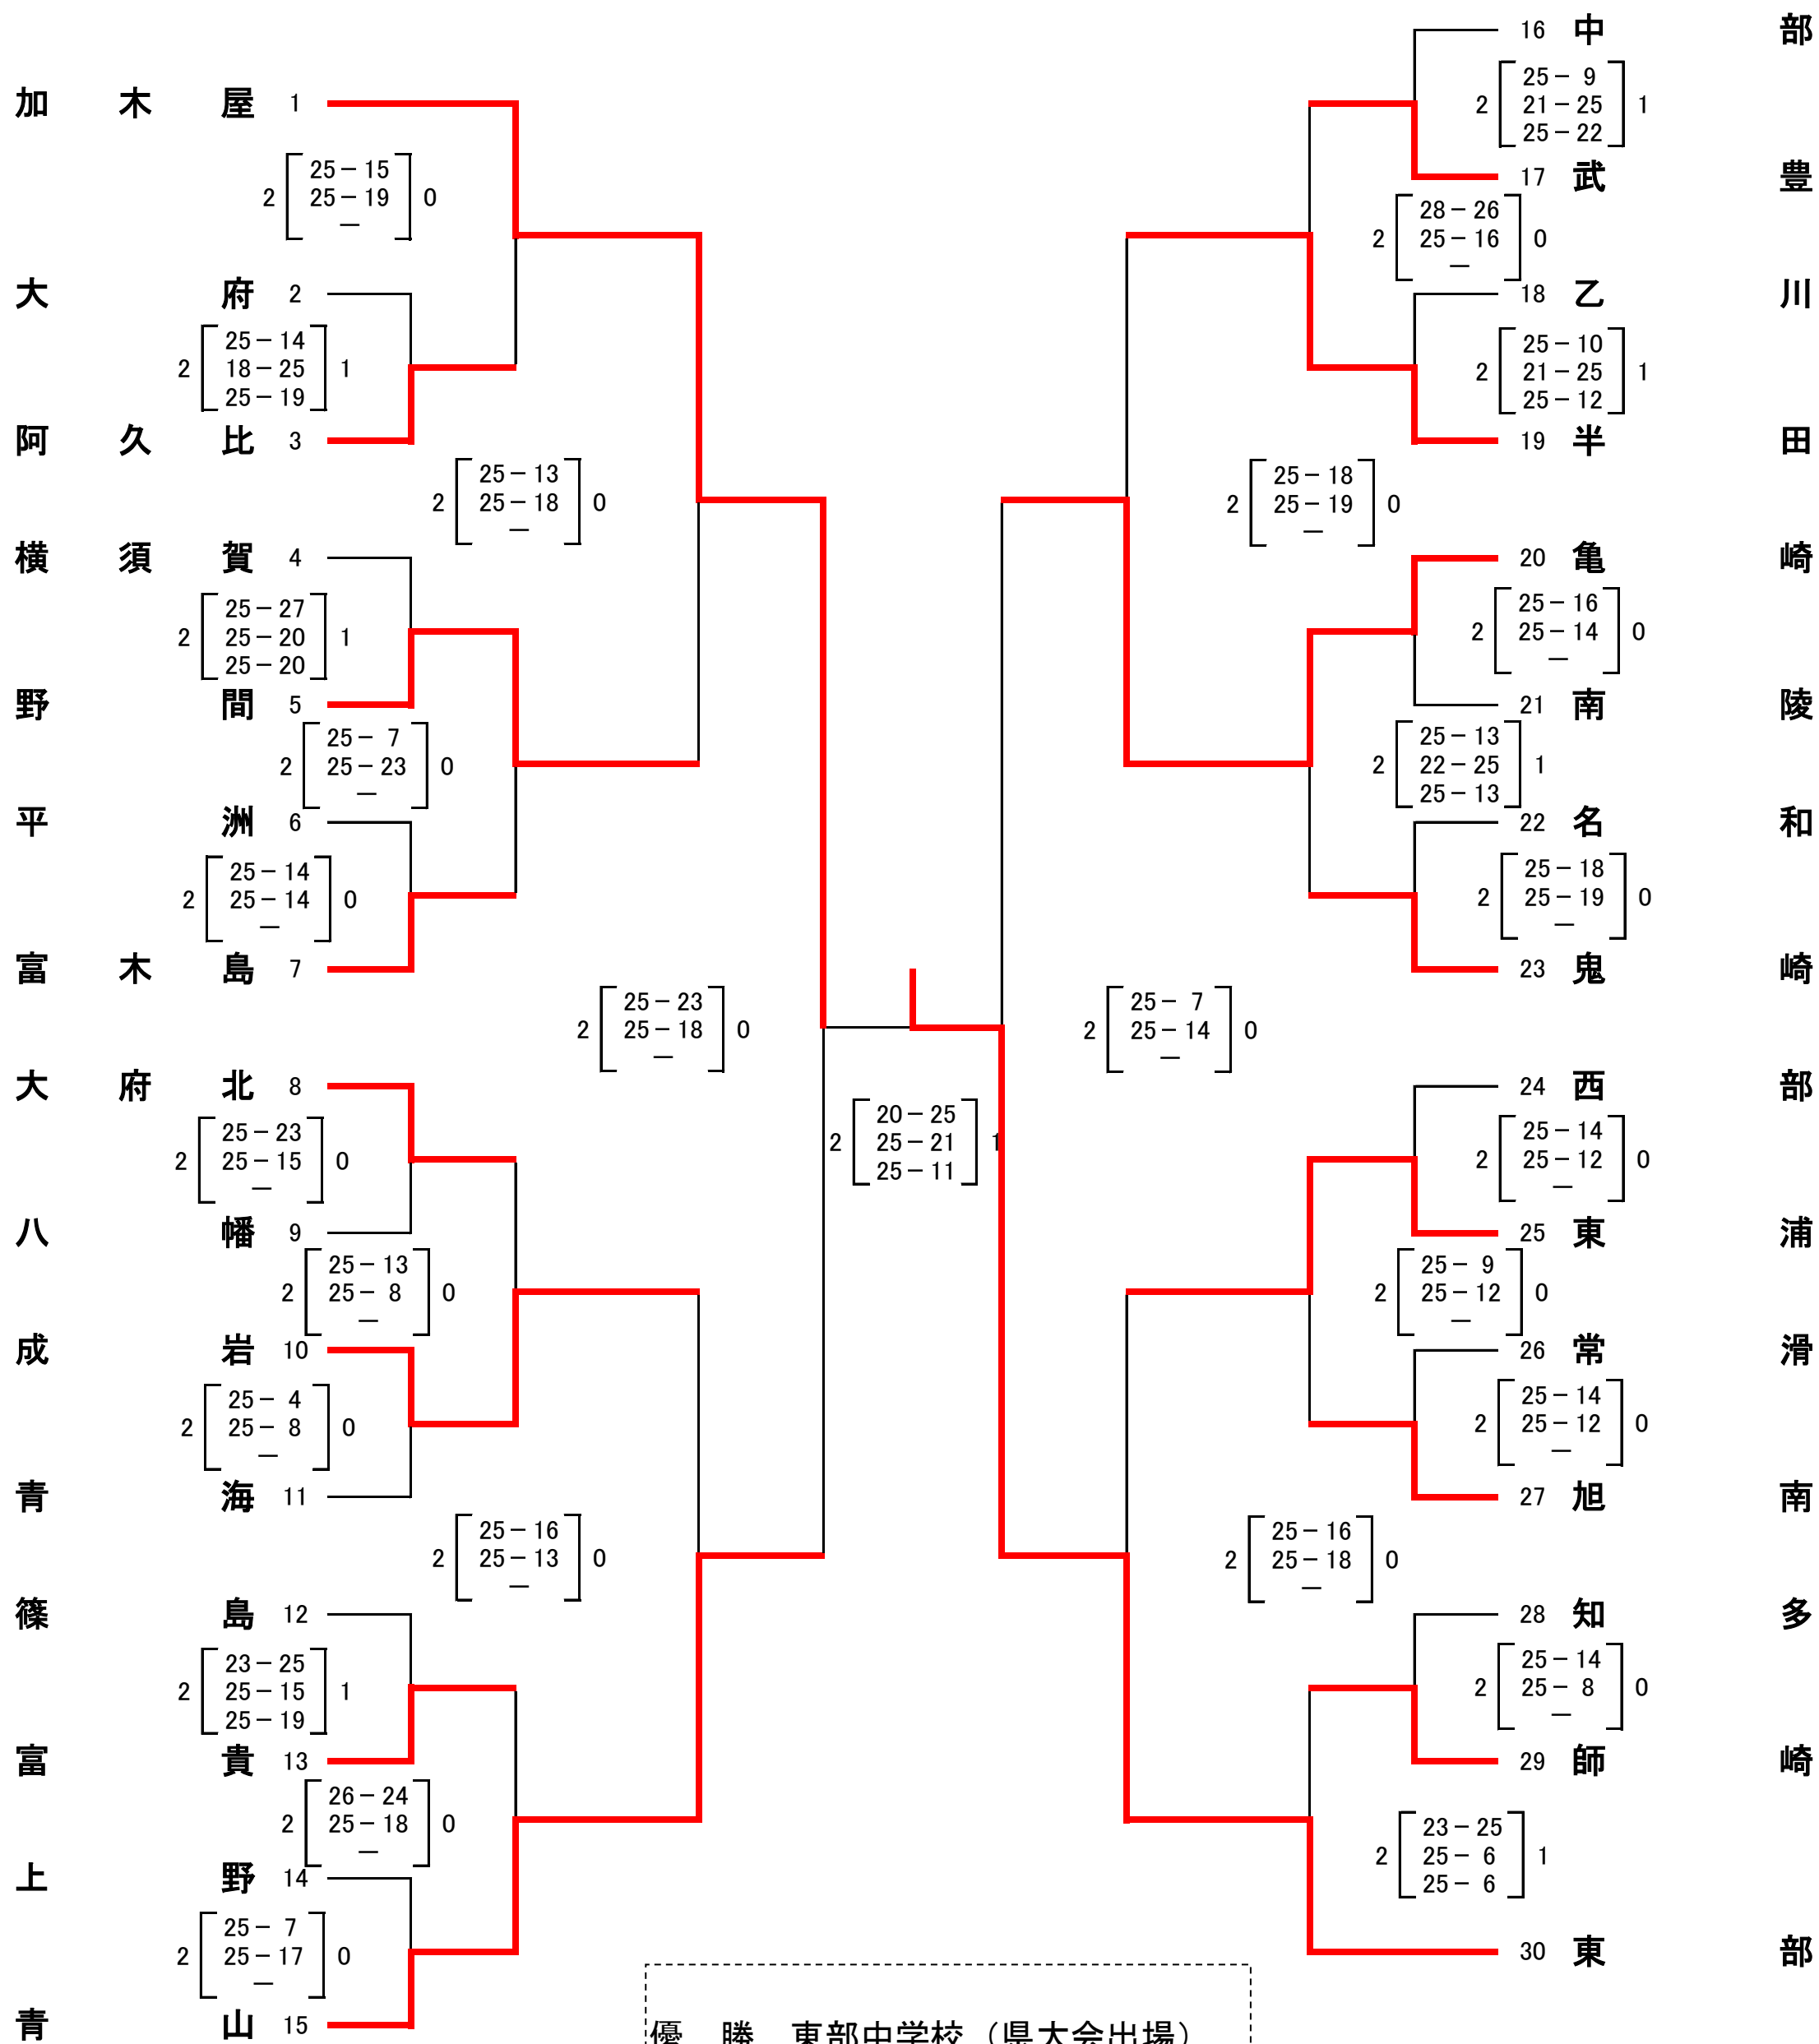 加木屋 1
2 25－15 0
25－19
－
大府 2
2 25－14 1
18－25
25－19
阿久比 3
2 25－13 0
25－18
－
横須賀 4
2 25－27 1
25－20
25－20
野間 5
2 25－7 0
25－23
－
平洲 6
2 25－14 0
25－14
－
富木島 7
2 25－23 0
25－18
－
大府北 8
2 25－23 0
25－15
－
八幡 9
2 25－13 0
25－8
－
成岩 10
2 25－4 0
25－8
－
青海 11
2 25－16 0
25－13
－
篠島 12
2 23－25 1
25－15
25－19
富貴 13
2 26－24 0
25－18
－
上野 14
2 25－7 0
25－17
－
青山 15
2 20－25 1
25－21
25－11
16 中部
2 25－9 1
21－25
25－22
17 武豊
2 28－26 0
25－16
－
18 乙川
2 25－10 1
21－25
25－12
19 半田
2 25－18 0
25－19
－
20 亀崎
2 25－16 0
25－14
－
21 南陵
2 25－13 1
22－25
25－13
22 名和
2 25－18 0
25－19
－
23 鬼崎
2 25－7 0
25－14
－
24 西部
2 25－14 0
25－12
－
25 東浦
2 25－9 0
25－12
－
26 常滑
2 25－14 0
25－12
－
27 旭南
2 25－16 0
25－18
－
28 知多
2 25－14 0
25－8
－
29 師崎
2 23－25 1
25－6
25－6
30 東部
優　勝　東部中学校（県大会出場）